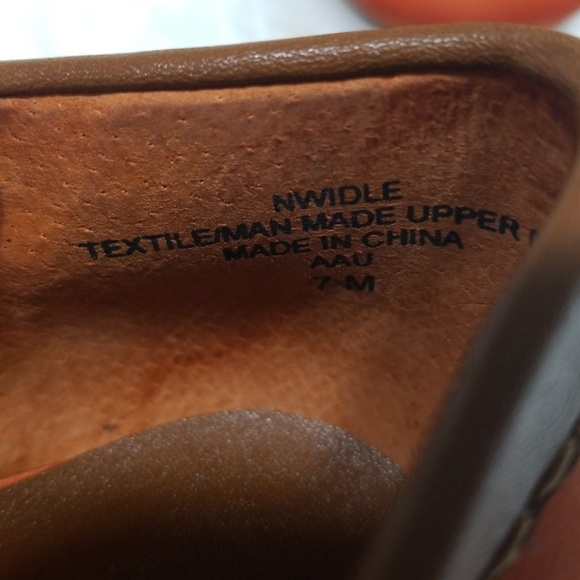 NWIDLE
TEXTILE/MAN MADE UPPER
MADE IN CHINA
AAU
7 M